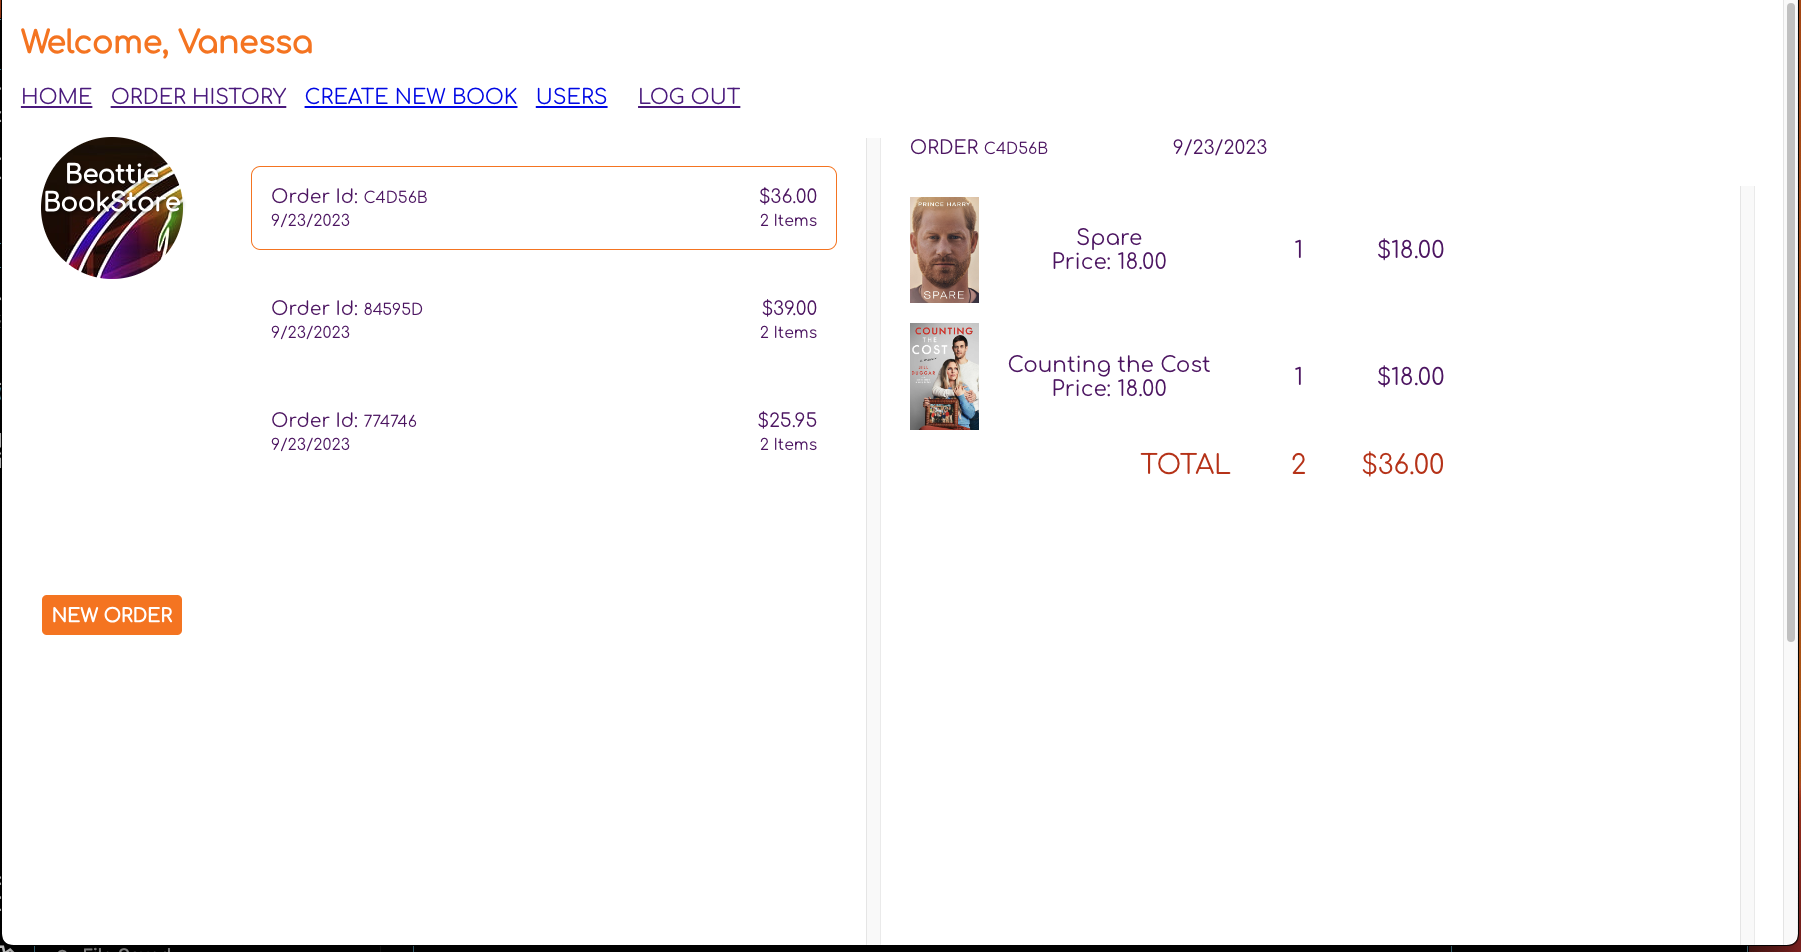 Welcome, Vanessa
HOME ORDER HISTORY CREATE NEW BOOK USERS LOG OUT
Beattie
BookStore
Order Id: C4D56B $36.00
9/23/2023 2 Items
Order Id: 84595D $39.00
9/23/2023 2 Items
Order Id: 774746 $25.95
9/23/2023 2 Items
NEW ORDER
ORDER C4D56B 9/23/2023
PRINCE HARRY
SPARE
Spare
Price: 18.00
1 $18.00
COUNTING
THE
COST
Counting the Cost
Price: 18.00
1 $18.00
TOTAL 2 $36.00